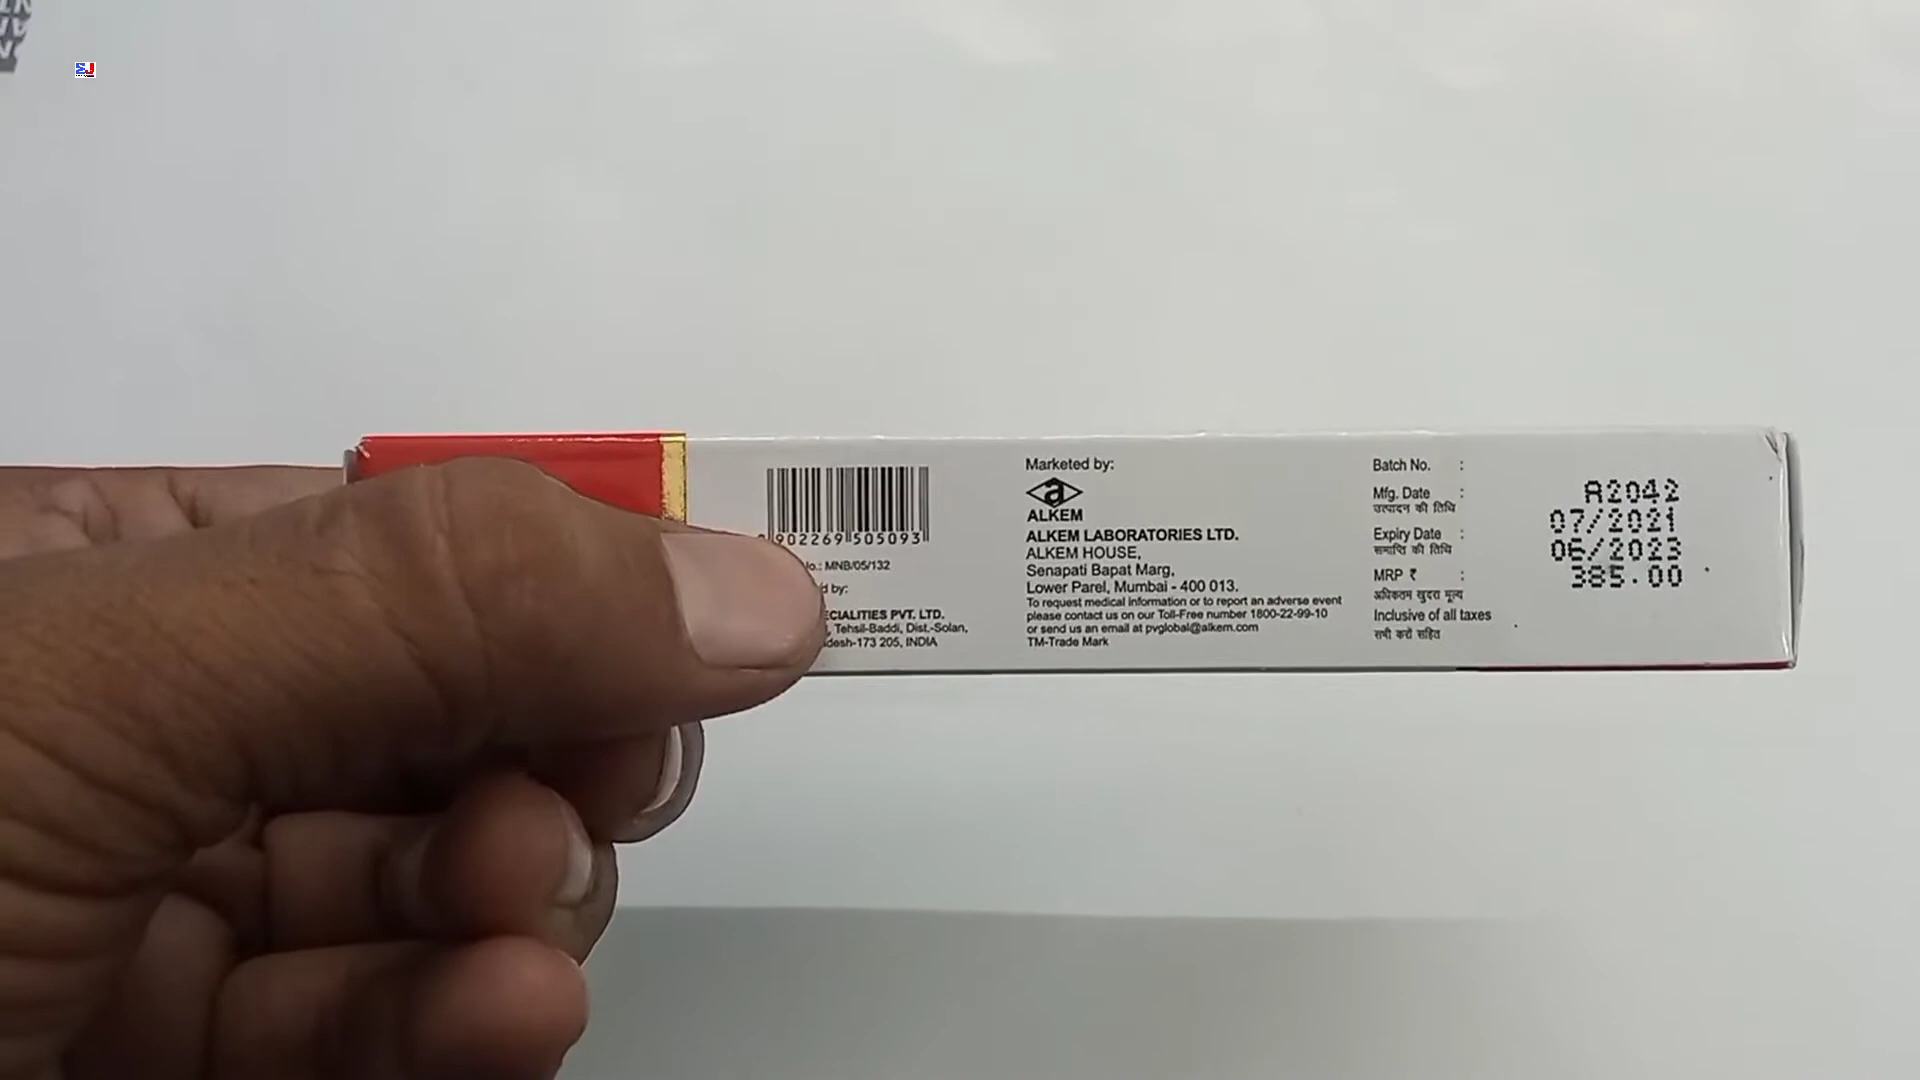 902269 505093
No.: MNB/05/132
d by:
ECIALITIES PVT. LTD.
, Tehsil-Baddi, Dist.-Solan,
desh-173 205, INDIA
Marketed by:
a
ALKEM
ALKEM LABORATORIES LTD.
ALKEM HOUSE,
Senapati Bapat Marg,
Lower Parel, Mumbai - 400 013.
To request medical information or to report an adverse event
please contact us on our Toll-Free number 1800-22-99-10
or send us an email at pvglobal@alkem.com
TM-Trade Mark
Batch No. : A2042
Mfg. Date : 07/2021
उत्पादन की तिथि
Expiry Date : 06/2023
समाप्ति की तिथि
MRP ₹ : 385.00
अधिकतम खुदरा मूल्य
Inclusive of all taxes
सभी करों सहित